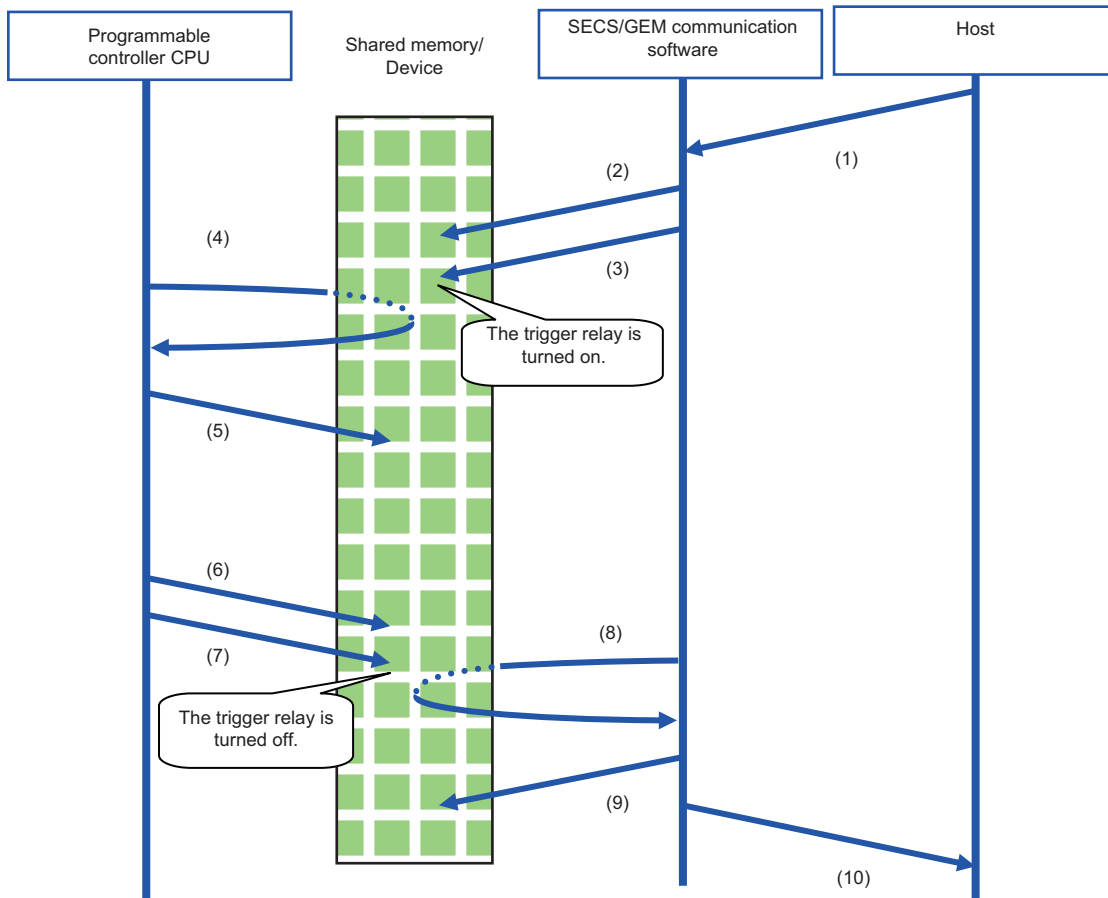 Programmable
controller CPU
Shared memory/
Device
SECS/GEM communication
software
Host
(1)
(2)
(3)
(4)
The trigger relay is
turned on.
(5)
(6)
(7)
(8)
The trigger relay is
turned off.
(9)
(10)